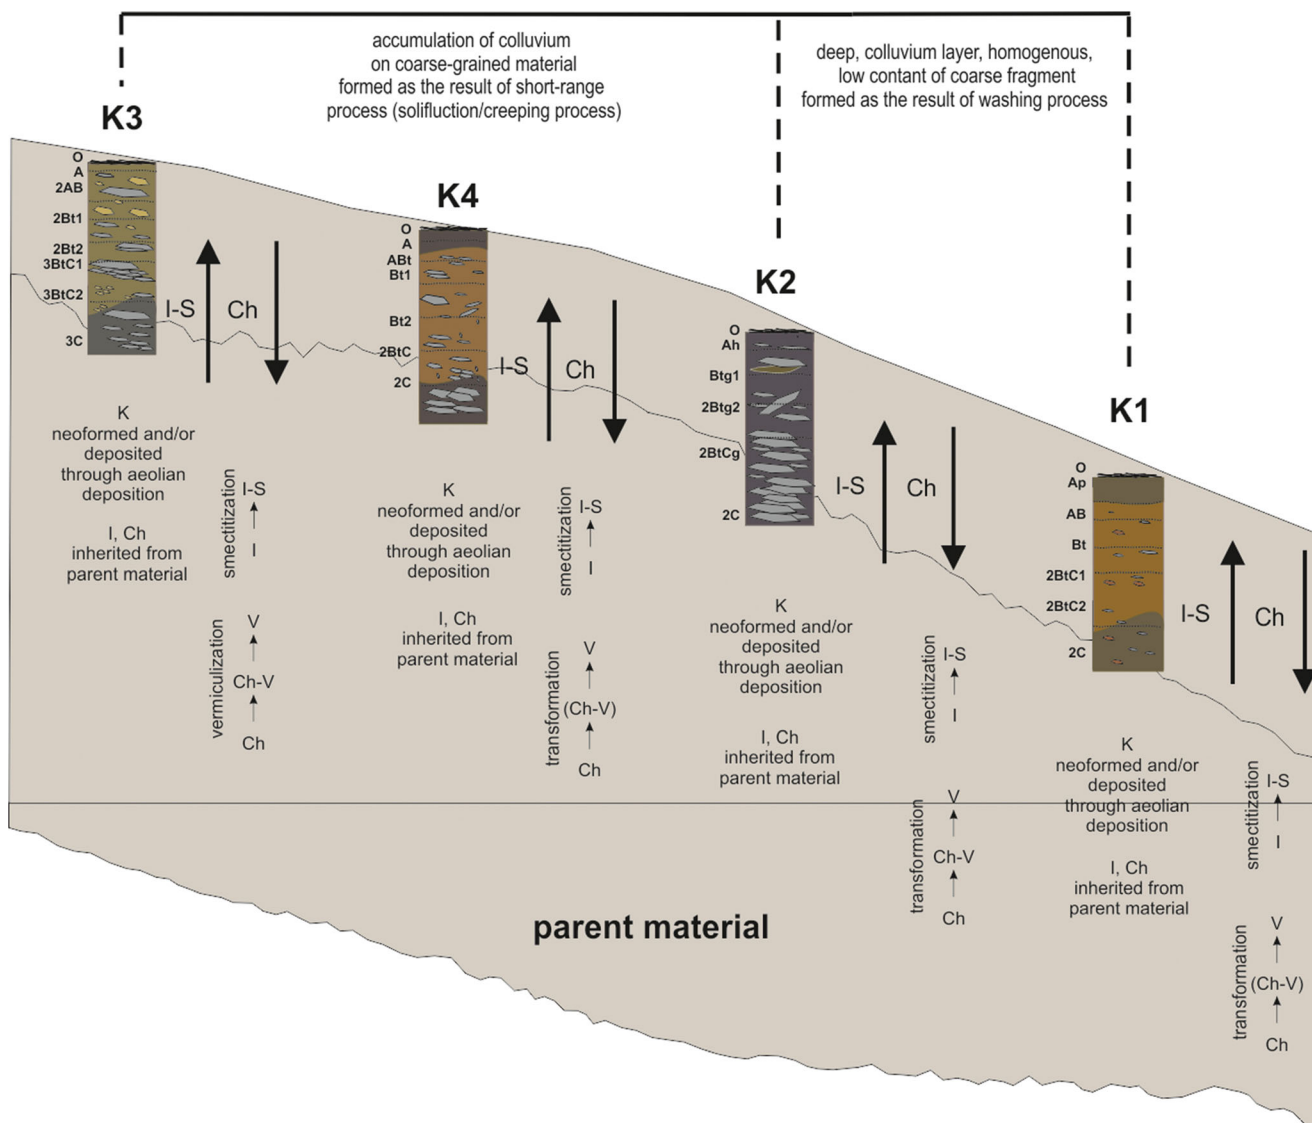 accumulation of colluvium
on coarse-grained material
formed as the result of short-range
process (solifluction/creeping process)
deep, colluvium layer, homogenous,
low contant of coarse fragment
formed as the result of washing process
K3
O
A
2AB
2Bt1
2Bt2
3BtC1
3BtC2
3C
I-S
Ch
K
neoformed and/or
deposited
through aeolian
deposition
I, Ch
inherited from
parent material
smectitization
I-S
I
vermiculization
V
Ch-V
Ch
K4
O
A
ABt
Bt1
Bt2
2BtC
2C
I-S
Ch
K
neoformed and/or
deposited
through aeolian
deposition
I, Ch
inherited from
parent material
smectitization
I-S
I
transformation
V
(Ch-V)
Ch
K2
O
Ah
Btg1
2Btg2
2BtCg
2C
I-S
Ch
K
neoformed and/or
deposited
through aeolian
deposition
I, Ch
inherited from
parent material
smectitization
I-S
I
transformation
V
Ch-V
Ch
K1
O
Ap
AB
Bt
2BtC1
2BtC2
2C
I-S
Ch
K
neoformed and/or
deposited
through aeolian
deposition
I, Ch
inherited from
parent material
smectitization
I-S
I
transformation
V
(Ch-V)
Ch
parent material